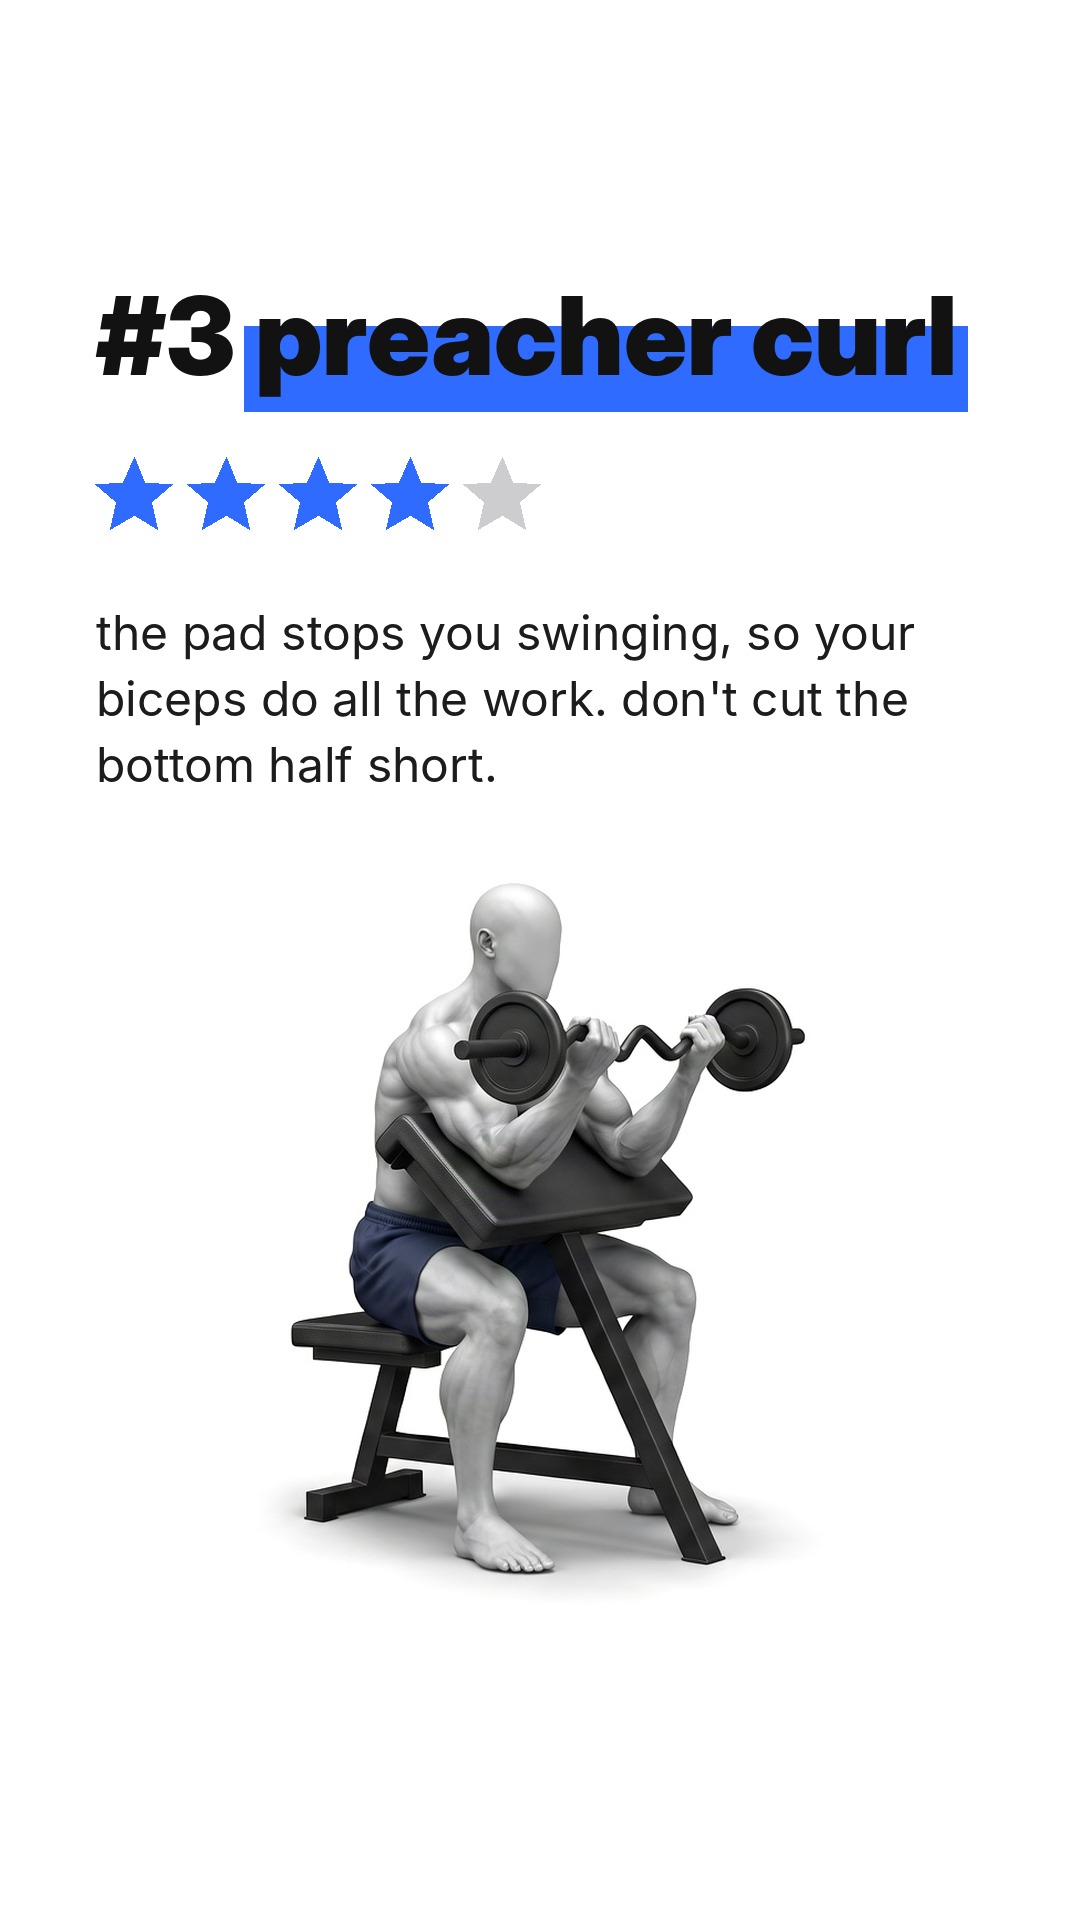 #3 preacher curl
the pad stops you swinging, so your
biceps do all the work. don't cut the
bottom half short.